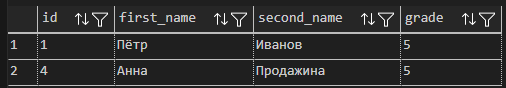 id first_name second_name grade
1 1 Пётр Иванов 5
2 4 Анна Продажина 5